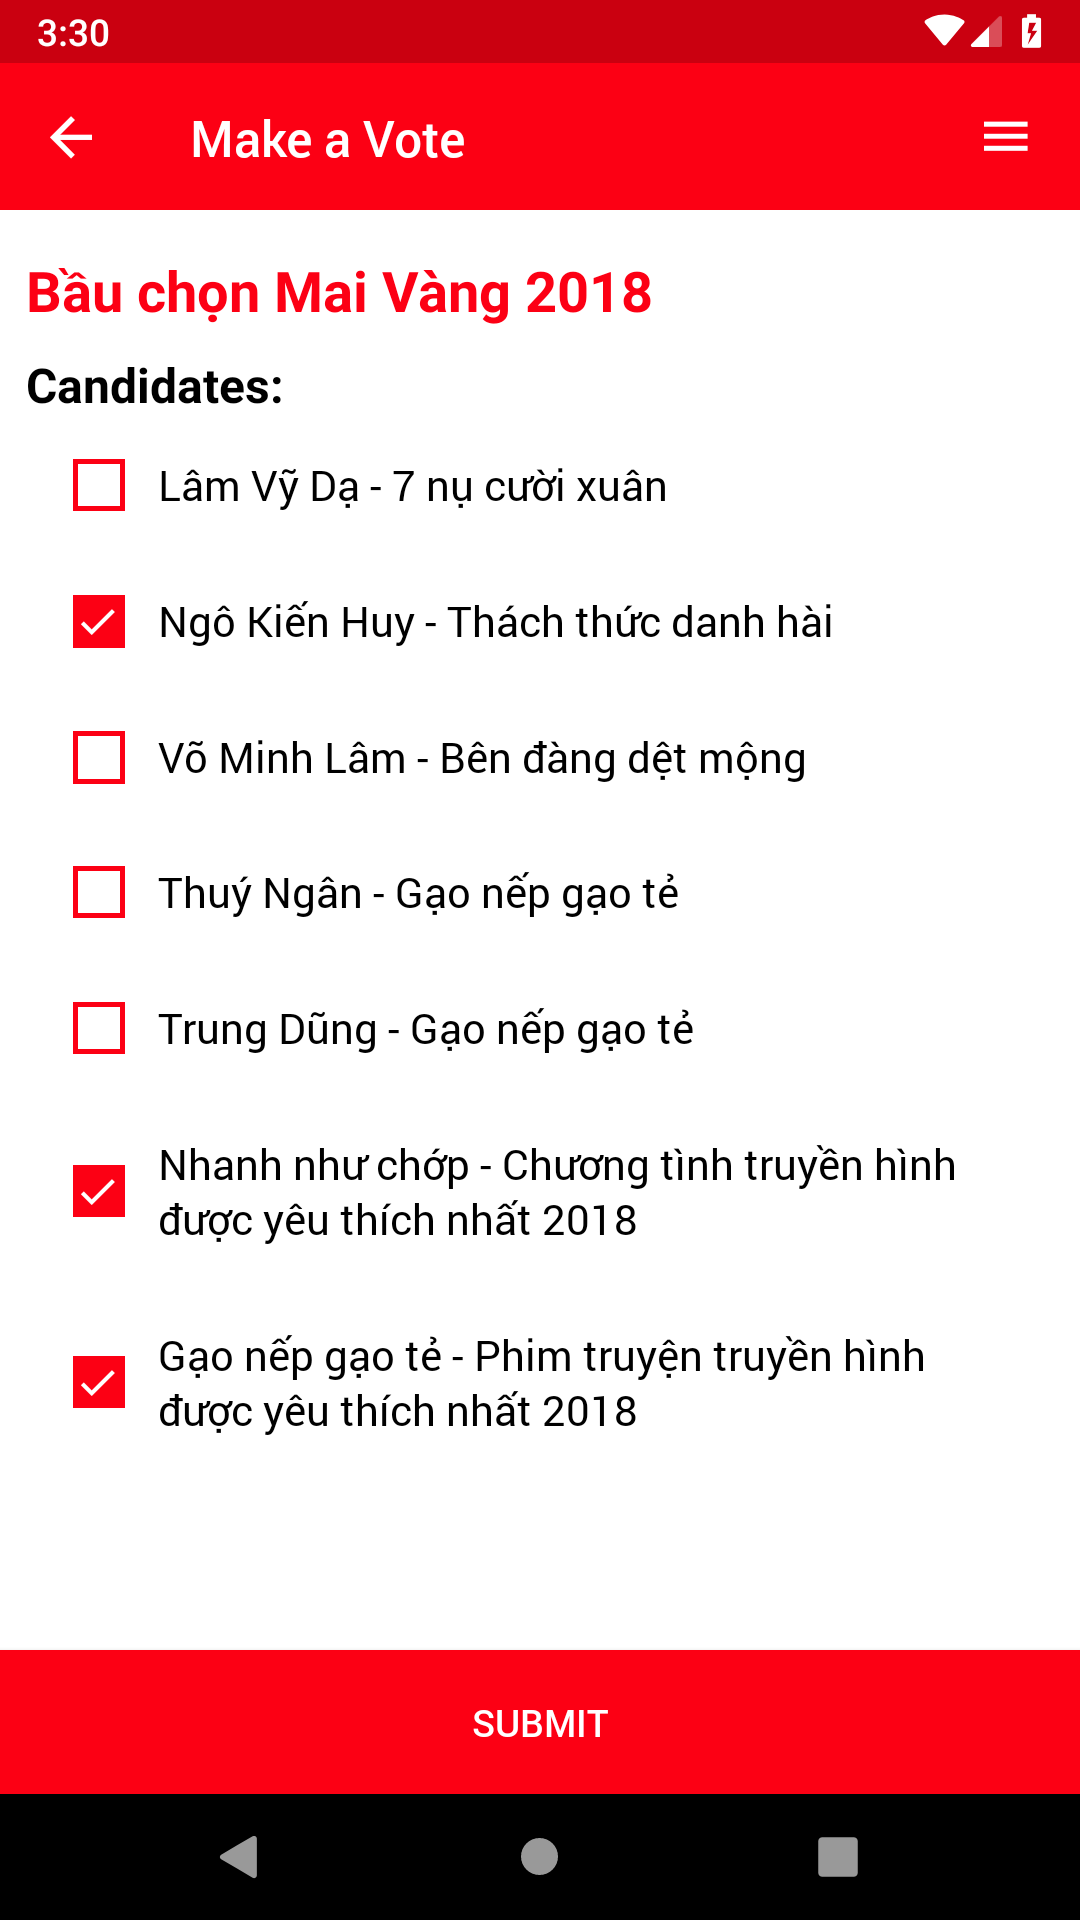 3:30
Make a Vote
Bầu chọn Mai Vàng 2018
Candidates:
Lâm Vỹ Dạ - 7 nụ cười xuân
Ngô Kiến Huy - Thách thức danh hài
Võ Minh Lâm - Bên đàng dệt mộng
Thuý Ngân - Gạo nếp gạo tẻ
Trung Dũng - Gạo nếp gạo tẻ
Nhanh như chớp - Chương tình truyền hình
được yêu thích nhất 2018
Gạo nếp gạo tẻ - Phim truyện truyền hình
được yêu thích nhất 2018
SUBMIT